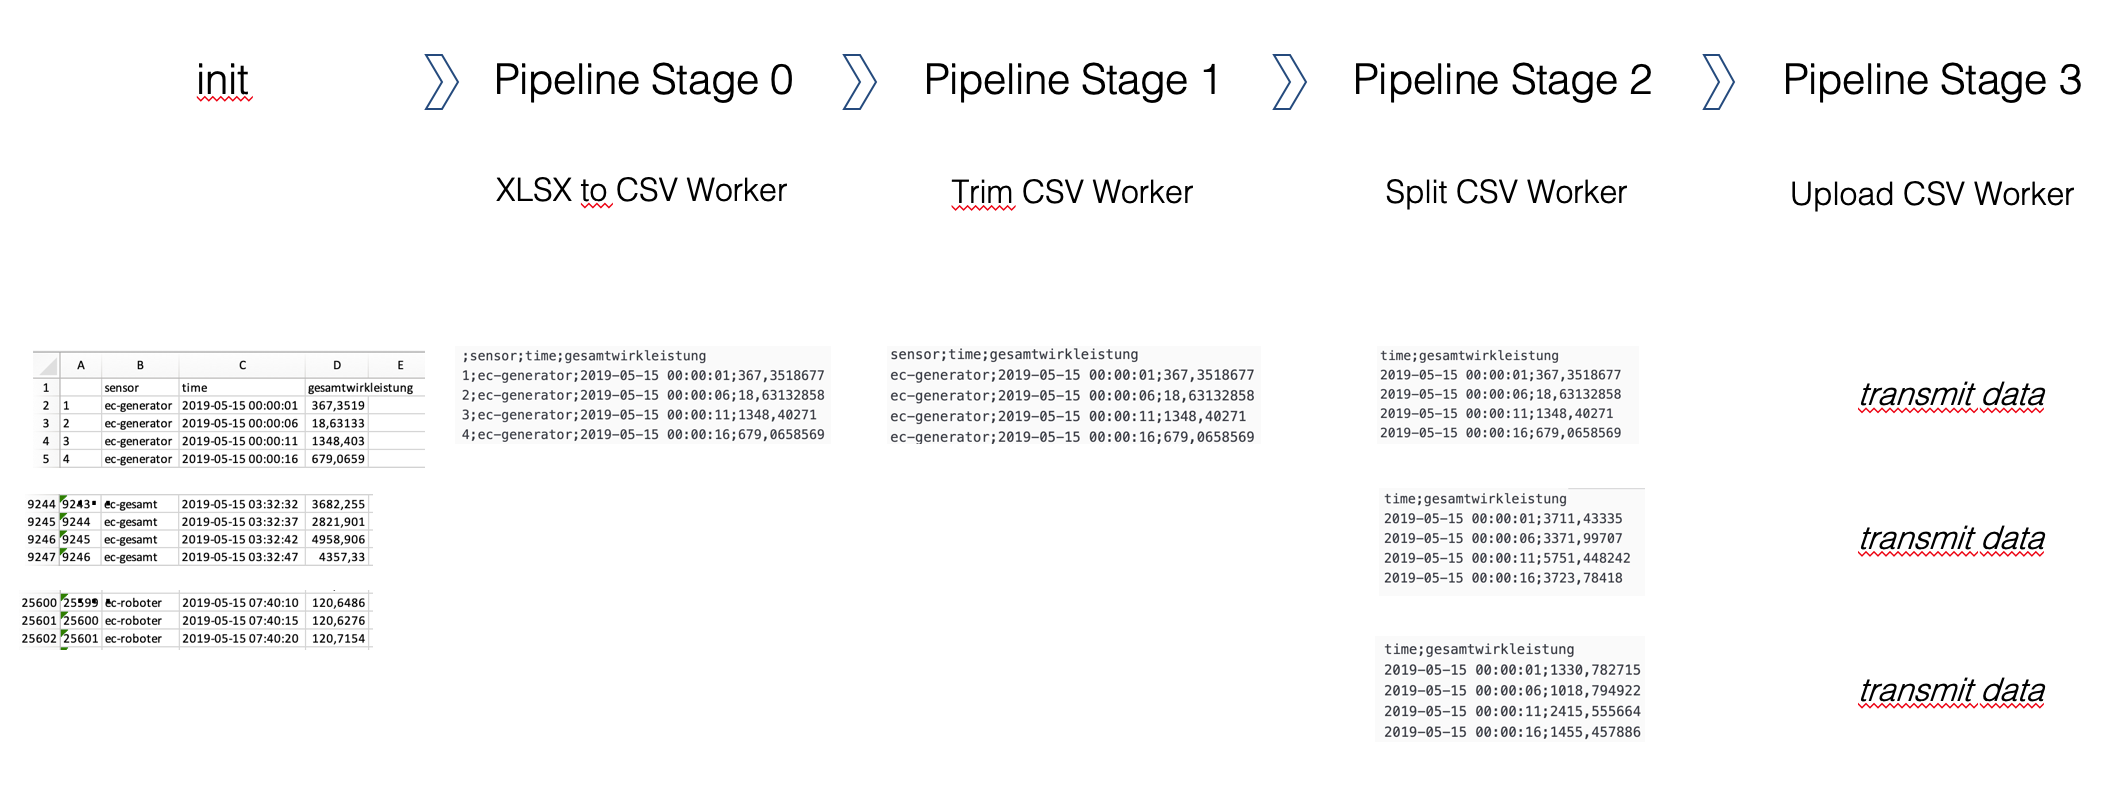 init
Pipeline Stage 0
Pipeline Stage 1
Pipeline Stage 2
Pipeline Stage 3
XLSX to CSV Worker
Trim CSV Worker
Split CSV Worker
Upload CSV Worker
A B C D E
1 sensor time gesamtwirkleistung
2 1 ec-generator 2019-05-15 00:00:01 367,3519
3 2 ec-generator 2019-05-15 00:00:06 18,63133
4 3 ec-generator 2019-05-15 00:00:11 1348,403
5 4 ec-generator 2019-05-15 00:00:16 679,0659
9244 9243 ec-gesamt 2019-05-15 03:32:32 3682,255
9245 9244 ec-gesamt 2019-05-15 03:32:37 2821,901
9246 9245 ec-gesamt 2019-05-15 03:32:42 4958,906
9247 9246 ec-gesamt 2019-05-15 03:32:47 4357,33
25600 25599 ec-roboter 2019-05-15 07:40:10 120,6486
25601 25600 ec-roboter 2019-05-15 07:40:15 120,6276
25602 25601 ec-roboter 2019-05-15 07:40:20 120,7154
;sensor;time;gesamtwirkleistung
1;ec-generator;2019-05-15 00:00:01;367,3518677
2;ec-generator;2019-05-15 00:00:06;18,63132858
3;ec-generator;2019-05-15 00:00:11;1348,40271
4;ec-generator;2019-05-15 00:00:16;679,0658569
sensor;time;gesamtwirkleistung
ec-generator;2019-05-15 00:00:01;367,3518677
ec-generator;2019-05-15 00:00:06;18,63132858
ec-generator;2019-05-15 00:00:11;1348,40271
ec-generator;2019-05-15 00:00:16;679,0658569
time;gesamtwirkleistung
2019-05-15 00:00:01;367,3518677
2019-05-15 00:00:06;18,63132858
2019-05-15 00:00:11;1348,40271
2019-05-15 00:00:16;679,0658569
time;gesamtwirkleistung
2019-05-15 00:00:01;3711,43335
2019-05-15 00:00:06;3371,99707
2019-05-15 00:00:11;5751,448242
2019-05-15 00:00:16;3723,78418
time;gesamtwirkleistung
2019-05-15 00:00:01;1330,782715
2019-05-15 00:00:06;1018,794922
2019-05-15 00:00:11;2415,555664
2019-05-15 00:00:16;1455,457886
transmit data
transmit data
transmit data